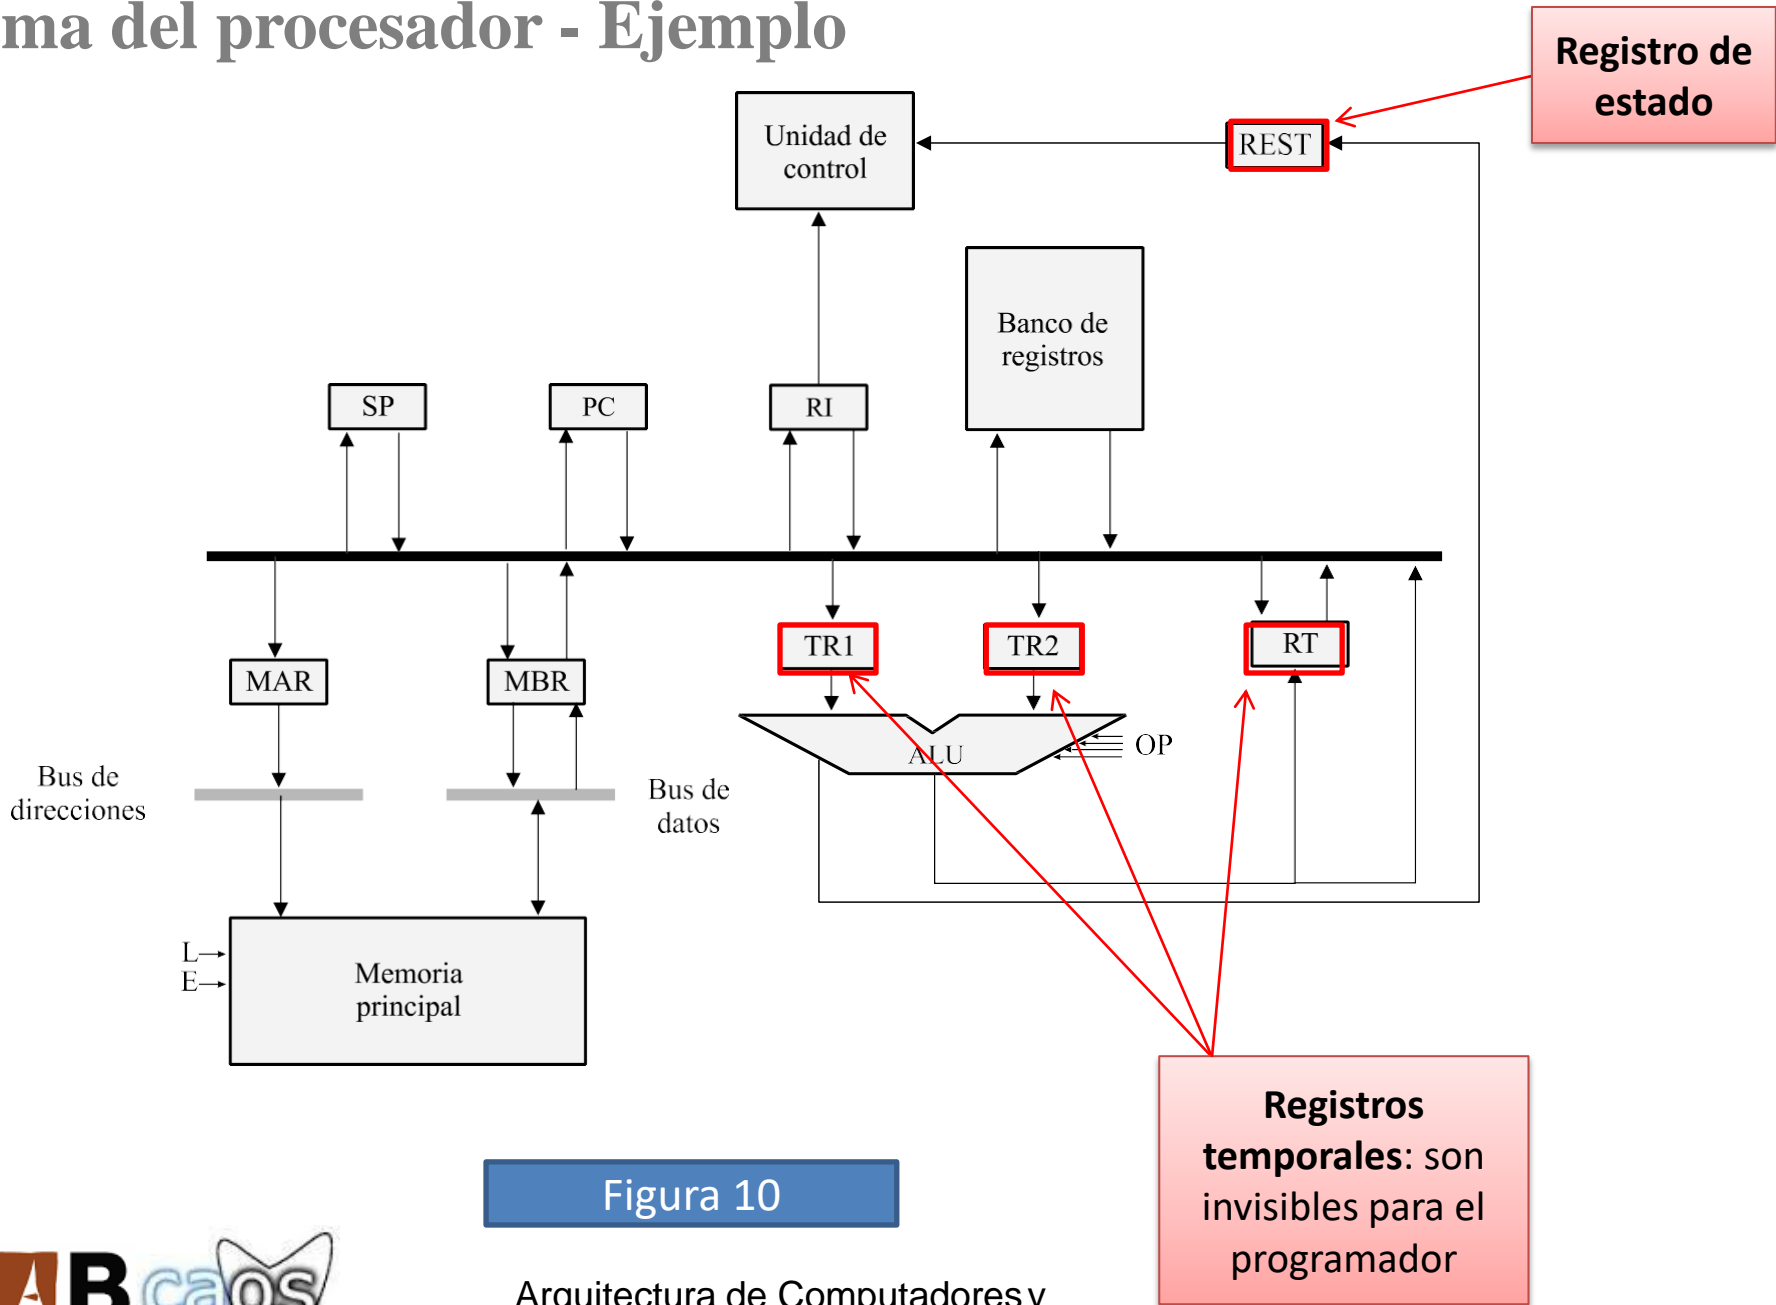 ma del procesador - Ejemplo
Registro de
estado
Unidad de
control
REST
Banco de
registros
SP
PC
RI
TR1
TR2
RT
MAR
MBR
ALU
OP
Bus de
direcciones
Bus de
datos
L
E
Memoria
principal
Registros
temporales: son
invisibles para el
programador
Figura 10
AB
caos
Arquitectura de Computadores y